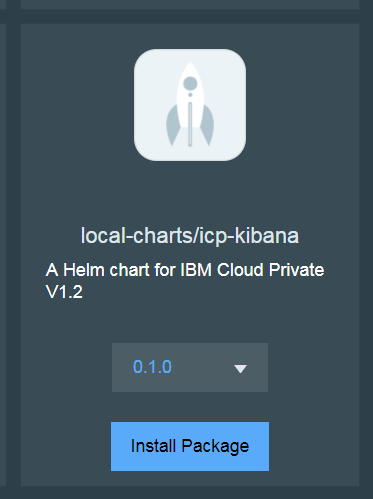 local-charts/icp-kibana
A Helm chart for IBM Cloud Private
V1.2
0.1.0
Install Package